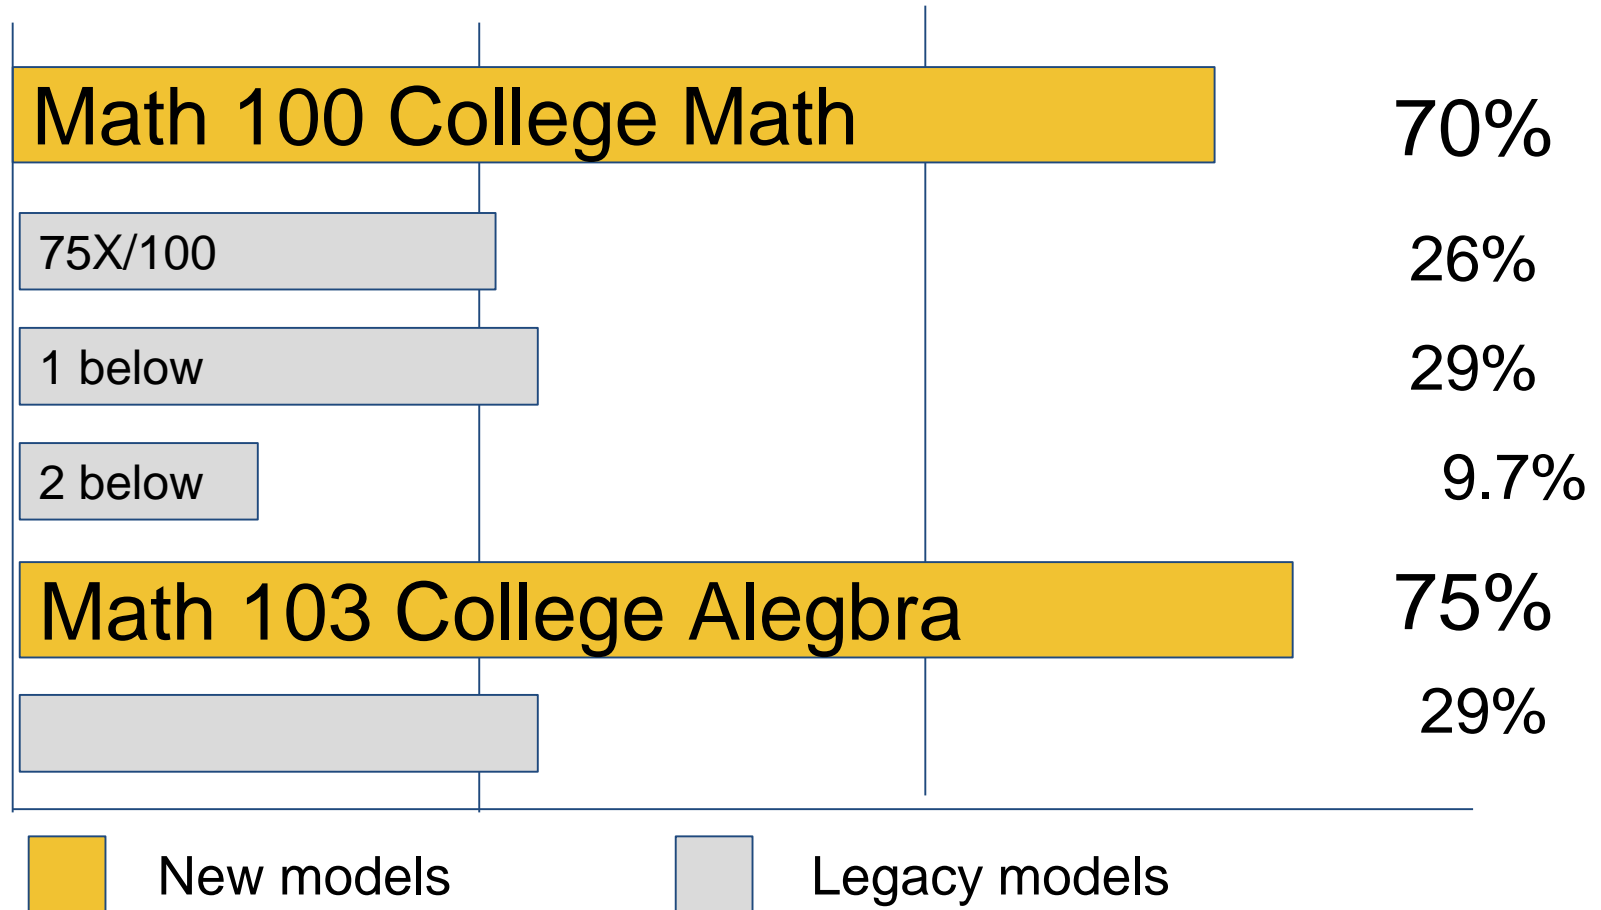 Math 100 College Math 70%
75X/100 26%
1 below 29%
2 below 9.7%
Math 103 College Alegbra 75%
29%
New models Legacy models